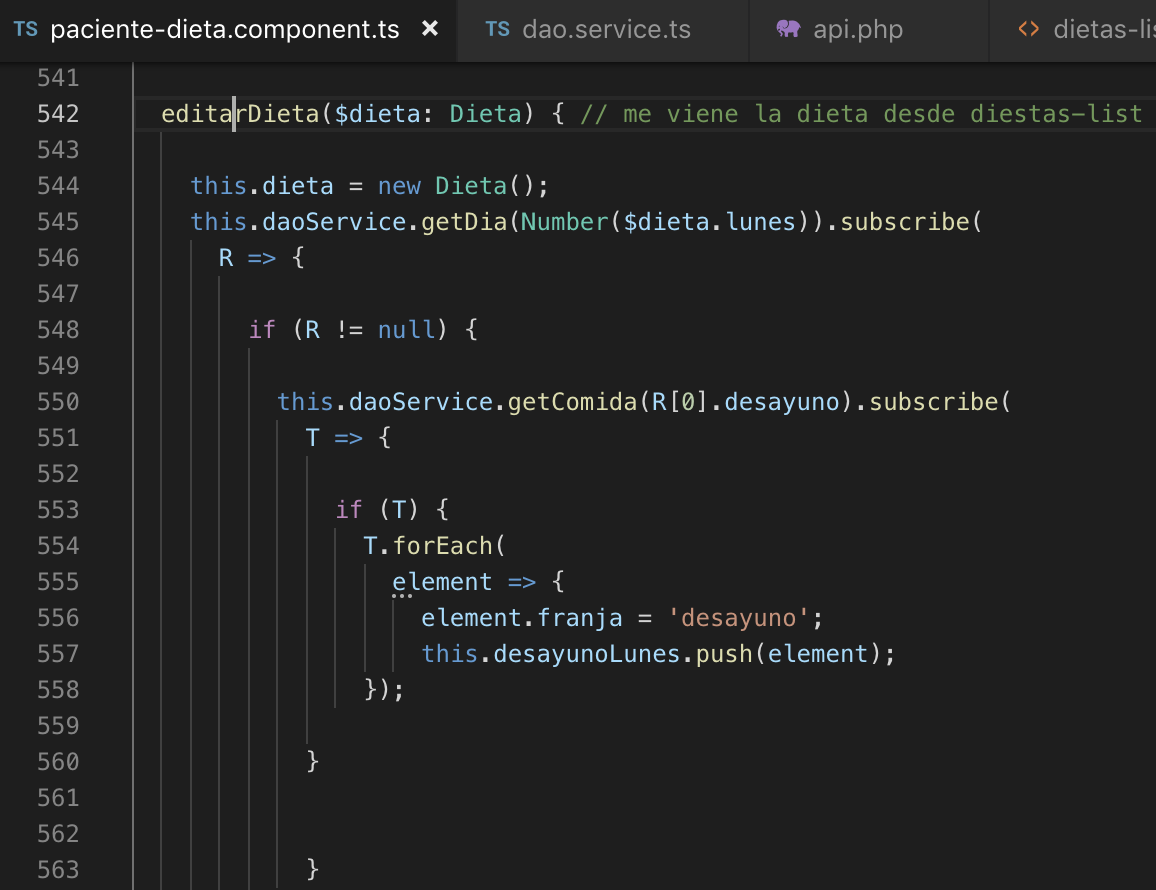 TS paciente-dieta.component.ts × TS dao.service.ts api.php <> dietas-lis
541
542 editarDieta($dieta: Dieta) { // me viene la dieta desde diestas-list
543
544 this.dieta = new Dieta();
545 this.daoService.getDia(Number($dieta.lunes)).subscribe(
546 R => {
547
548 if (R != null) {
549
550 this.daoService.getComida(R[0].desayuno).subscribe(
551 T => {
552
553 if (T) {
554 T.forEach(
555 element => {
556 element.franja = 'desayuno';
557 this.desayunoLunes.push(element);
558 });
559
560 }
561
562
563 }